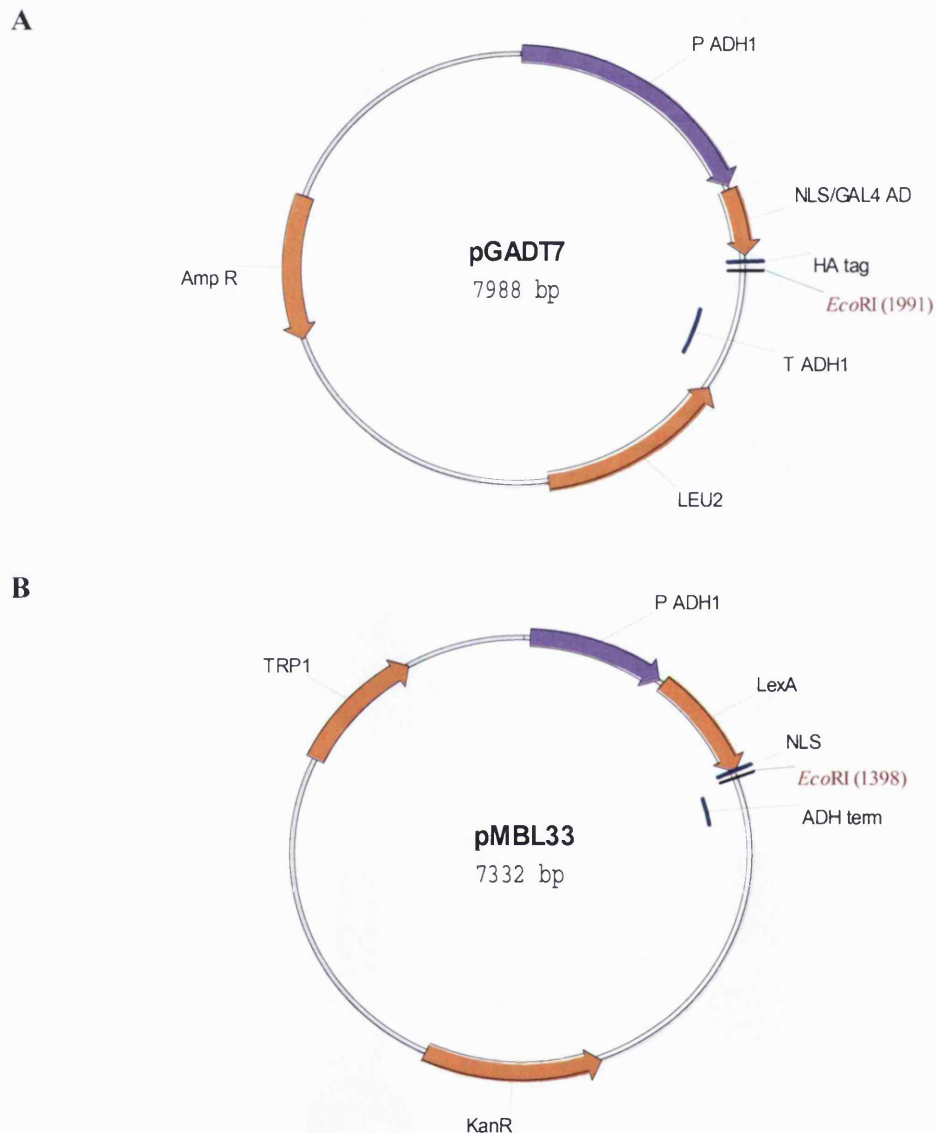 A
P ADH1
NLS/GAL4 AD
pGADT7
HA tag
Amp R
7988 bp
EcoRI (1991)
T ADH1
LEU2
B
P ADH1
TRP1
LexA
NLS
EcoRI (1398)
ADH term
pMBL33
7332 bp
KanR